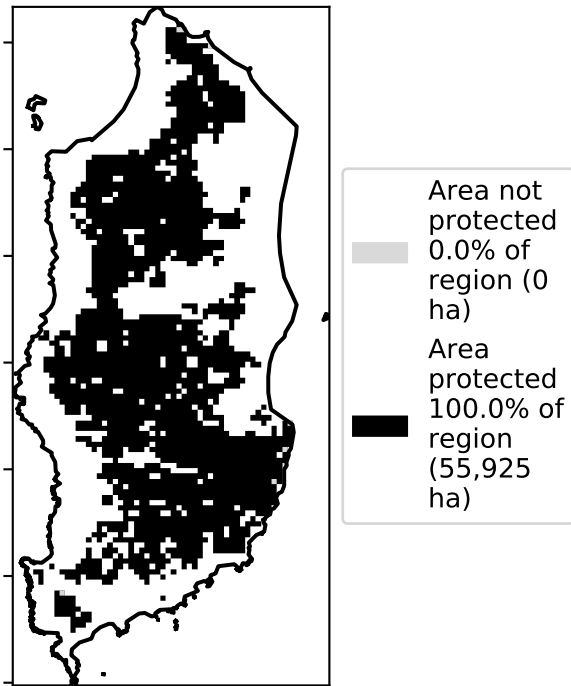 Area not
protected
0.0% of
region (0
ha)
Area
protected
100.0% of
region
(55,925
ha)